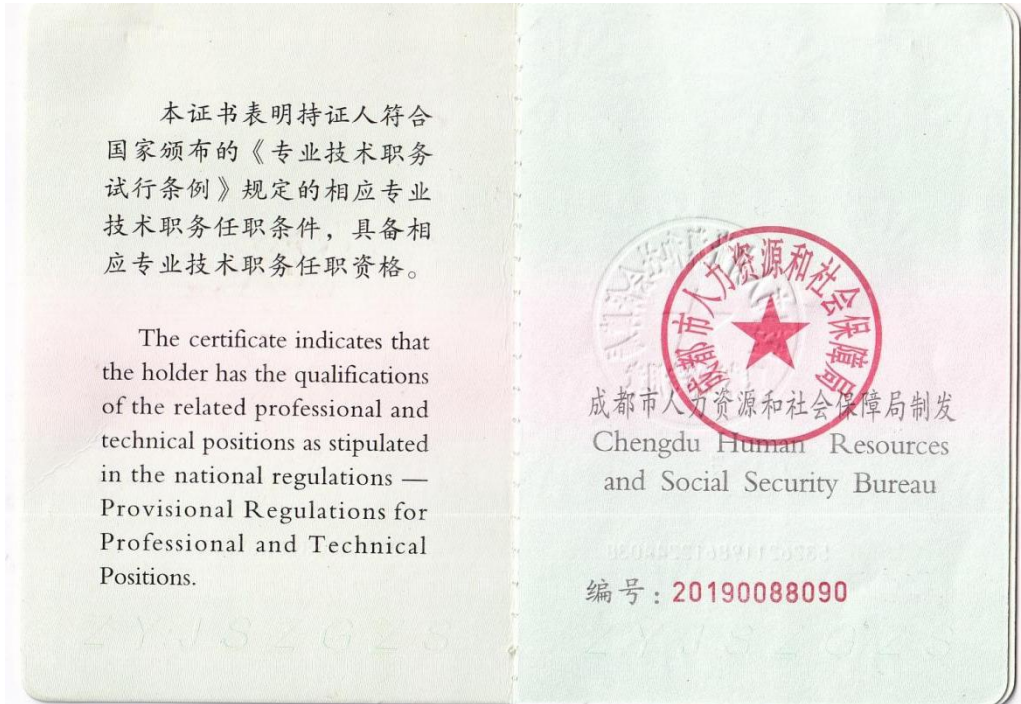 本证书表明持证人符合
国家颁布的《专业技术职务
试行条例》规定的相应专业
技术职务任职条件，具备相
应专业技术职务任职资格。
The certificate indicates that
the holder has the qualifications
of the related professional and
technical positions as stipulated
in the national regulations —
Provisional Regulations for
Professional and Technical
Positions.
ZYJSZGZS
成都市人力资源和社会保障局
成都市人力资源和社会保障局制发
Chengdu Human Resources
and Social Security Bureau
编号：20190088090
ZYJSZGZS